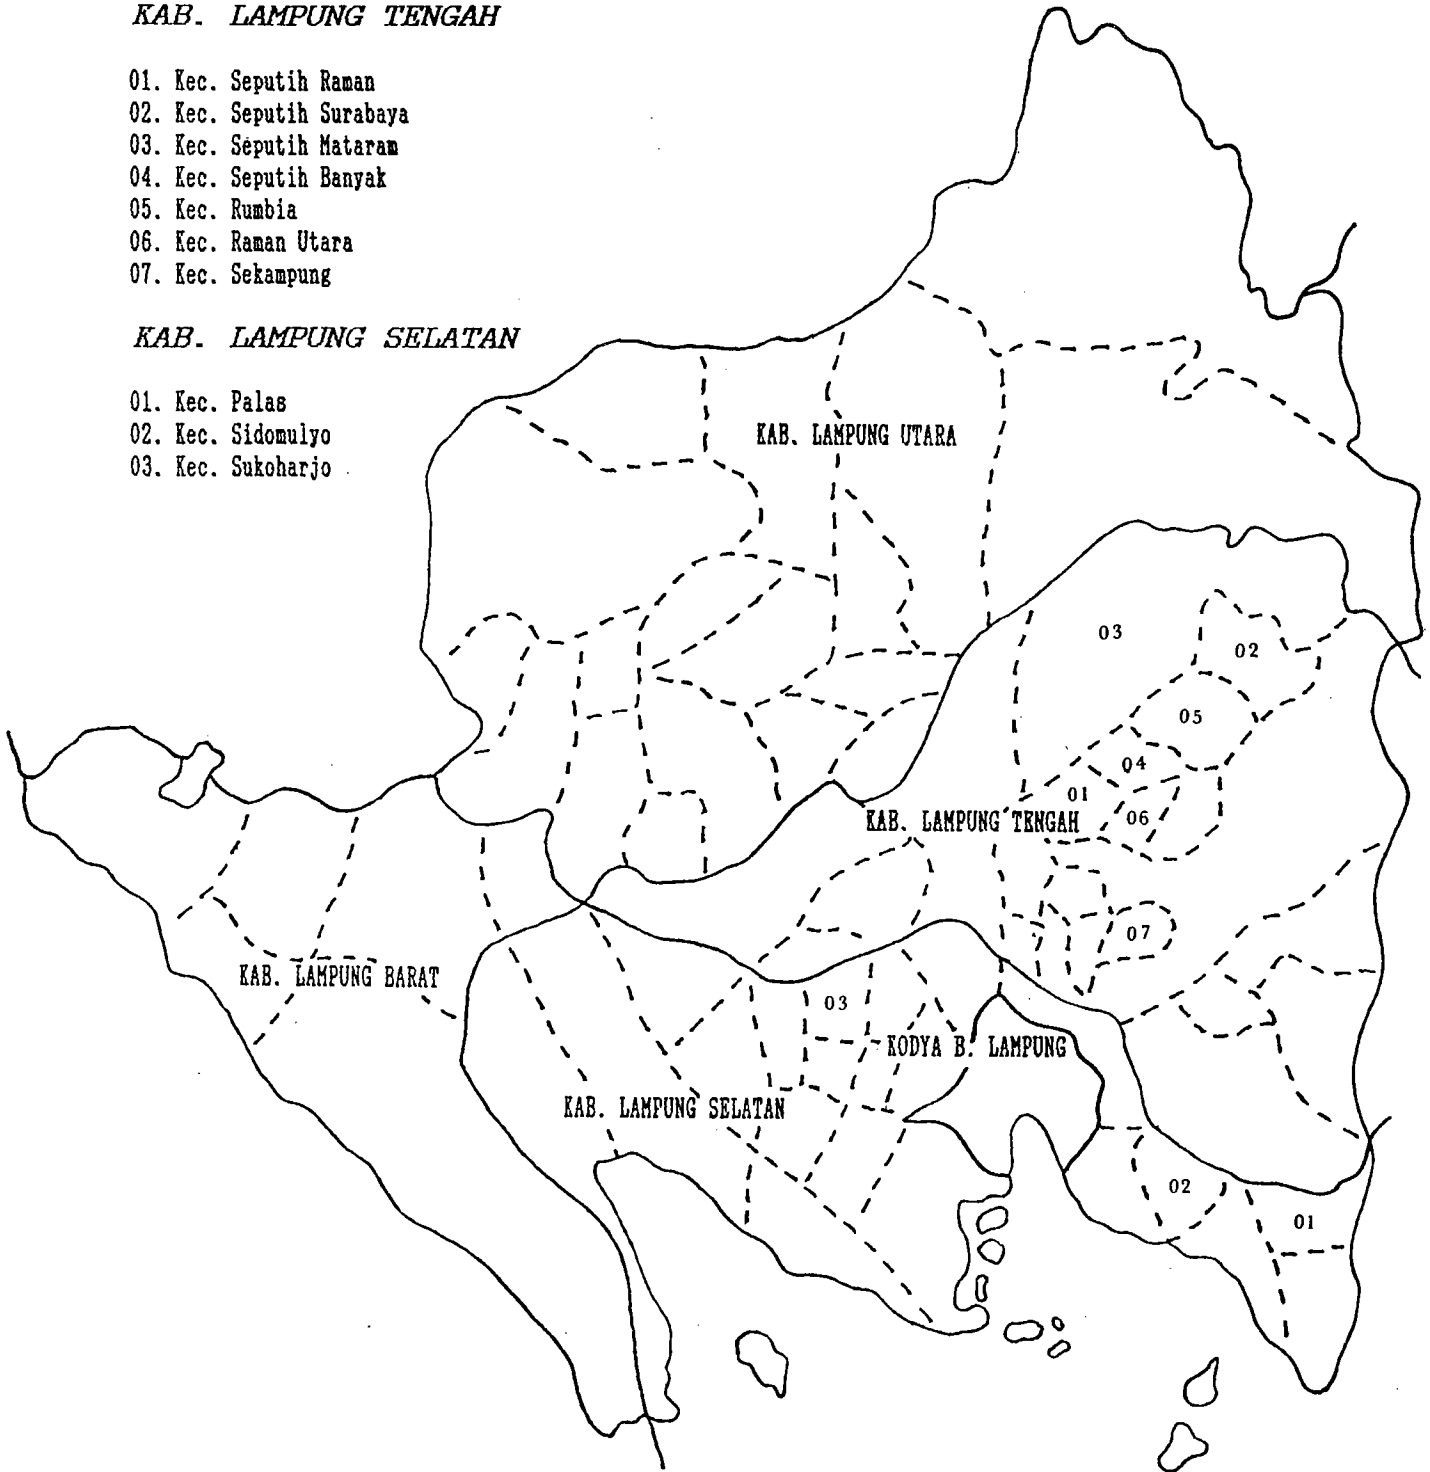 KAB. LAMPUNG TENGAH
01. Kec. Seputih Raman
02. Kec. Seputih Surabaya
03. Kec. Seputih Mataram
04. Kec. Seputih Banyak
05. Kec. Rumbia
06. Kec. Raman Utara
07. Kec. Sekampung
KAB. LAMPUNG SELATAN
01. Kec. Palas
02. Kec. Sidomulyo
03. Kec. Sukoharjo
KAB. LAMPUNG UTARA
03
02
05
04
01
06
KAB. LAMPUNG TENGAH
07
KAB. LAMPUNG BARAT
03
KODYA B. LAMPUNG
KAB. LAMPUNG SELATAN
02
01